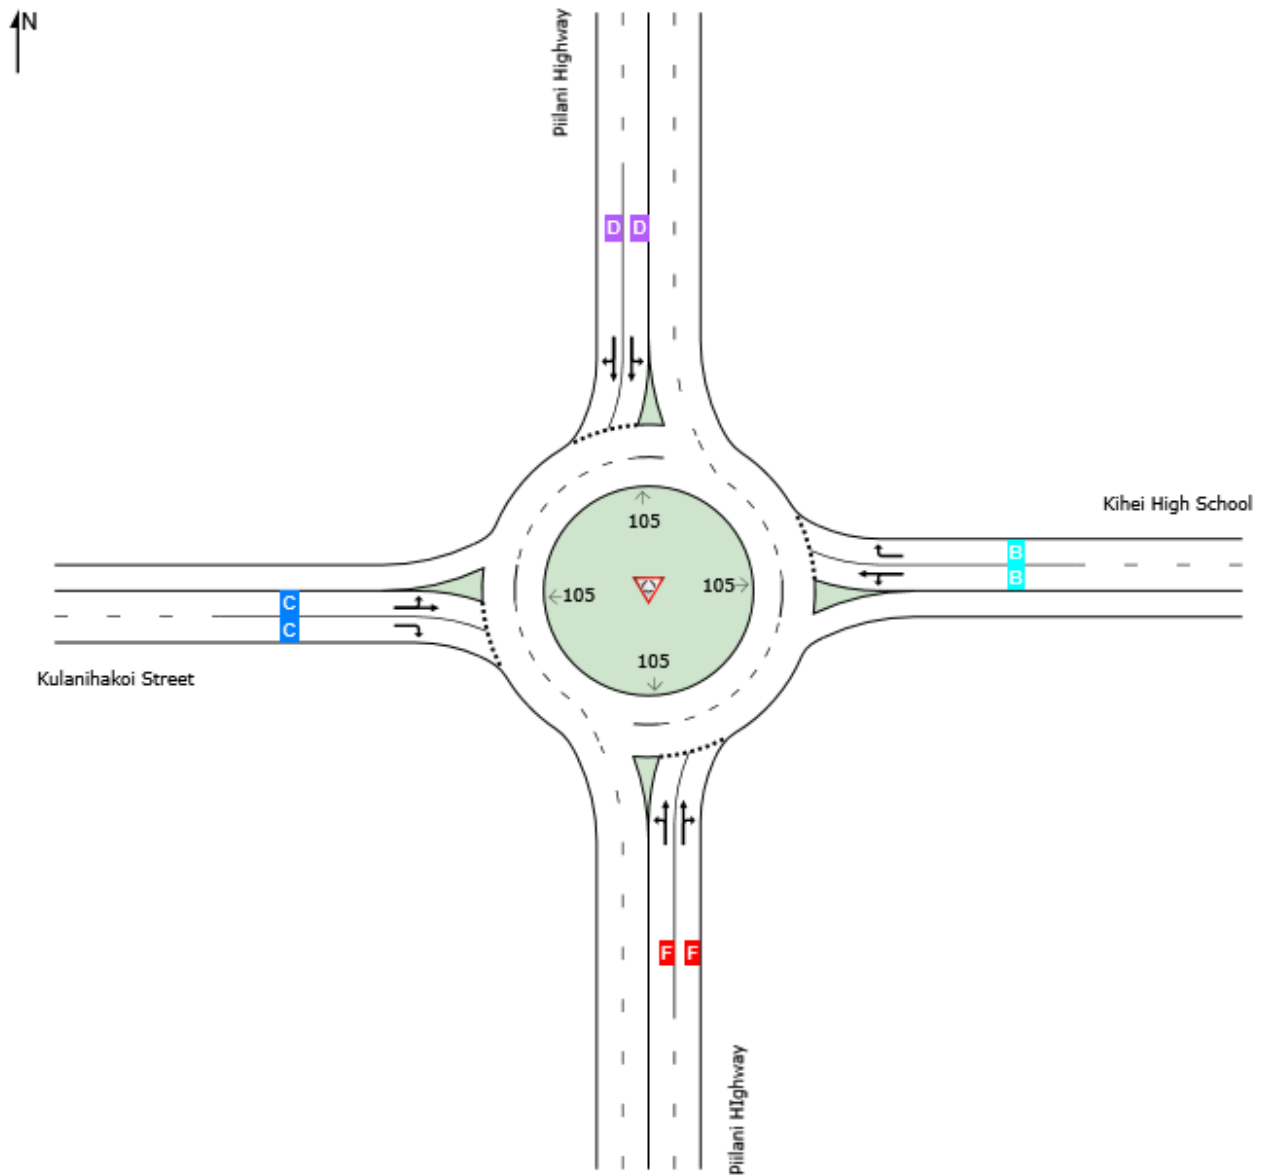 N
Piilani Highway
D D
Kihei High School
B
B
105
105
105
105
C
C
Kulanihakoi Street
F F
Piilani HIghway